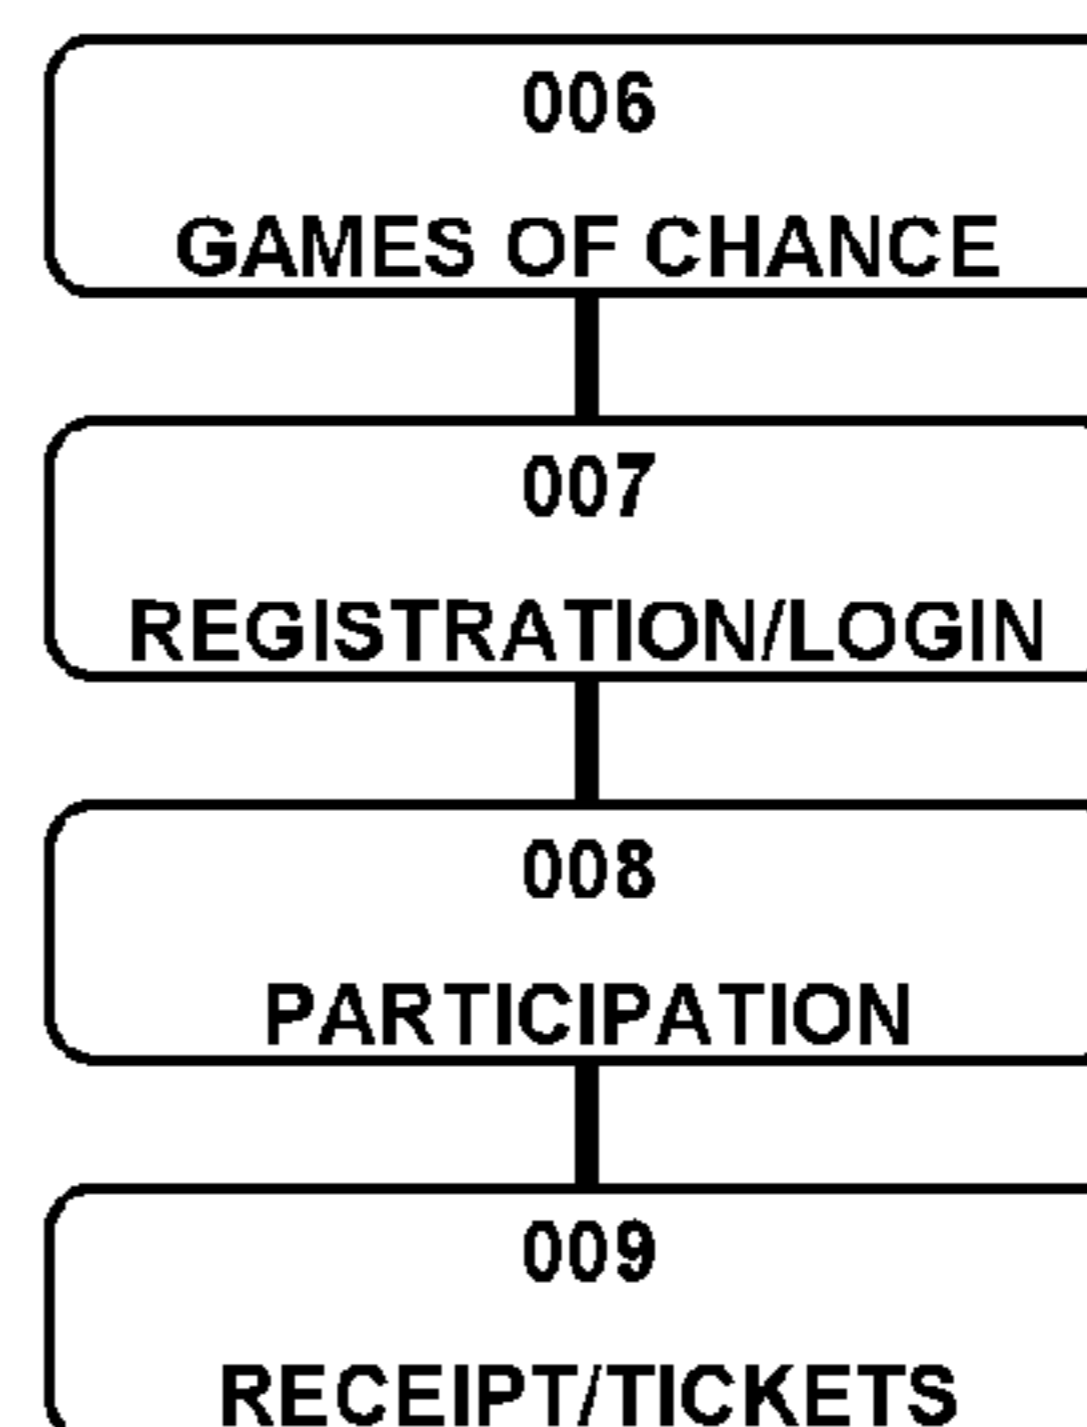 006
GAMES OF CHANCE
007
REGISTRATION/LOGIN
008
PARTICIPATION
009
RECEIPT/TICKETS